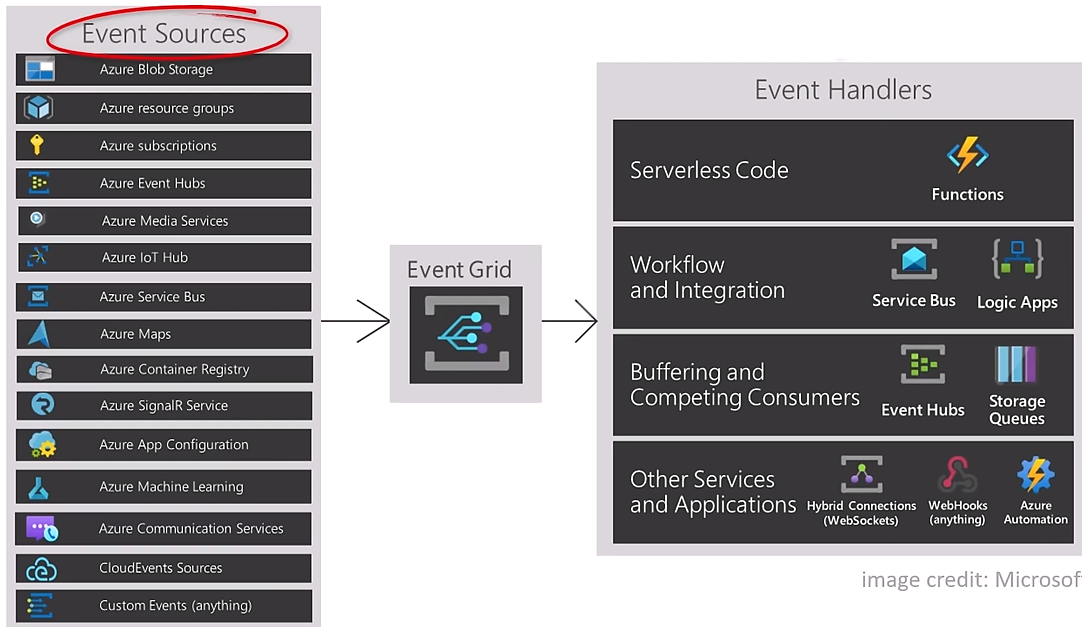 Event Sources
Azure Blob Storage
Azure resource groups
Azure subscriptions
Azure Event Hubs
Azure Media Services
Azure IoT Hub
Azure Service Bus
Azure Maps
Azure Container Registry
Azure SignalR Service
Azure App Configuration
Azure Machine Learning
Azure Communication Services
CloudEvents Sources
Custom Events (anything)
Event Grid
Event Handlers
Serverless Code
Functions
Workflow
and Integration
Service Bus
Logic Apps
Buffering and
Competing Consumers
Event Hubs
Storage
Queues
Other Services
and Applications
Hybrid Connections
(WebSockets)
WebHooks
(anything)
Azure
Automation
image credit: Microsof